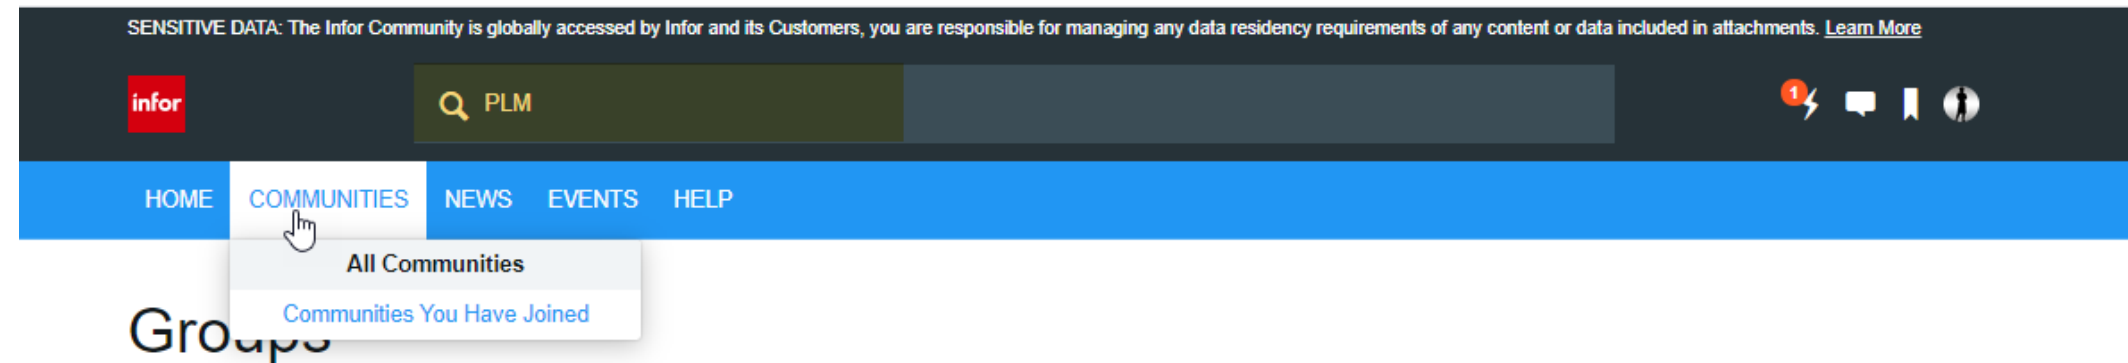 SENSITIVE DATA: The Infor Community is globally accessed by Infor and its Customers, you are responsible for managing any data residency requirements of any content or data included in attachments. Learn More
infor
PLM
1
HOME COMMUNITIES NEWS EVENTS HELP
All Communities
Communities You Have Joined
Groups